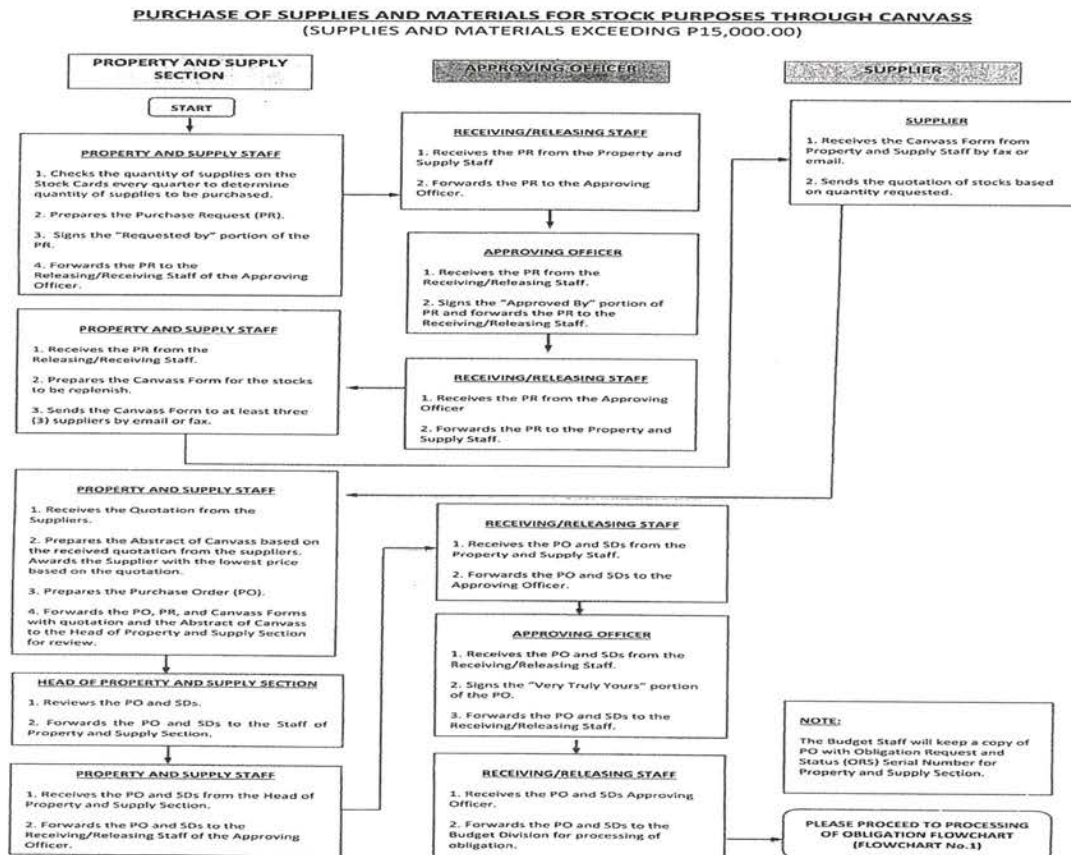 PURCHASE OF SUPPLIES AND MATERIALS FOR STOCK PURPOSES THROUGH CANVASS
(SUPPLIES AND MATERIALS EXCEEDING P15,000.00)
PROPERTY AND SUPPLY
SECTION
APPROVING OFFICER
SUPPLIER
START
PROPERTY AND SUPPLY STAFF
1. Checks the quantity of supplies on the
Stock Cards every quarter to determine
quantity of supplies to be purchased.
2. Prepares the Purchase Request (PR).
3. Signs the "Requested by" portion of the
PR.
4. Forwards the PR to the
Releasing/Receiving Staff of the Approving
Officer.
RECEIVING/RELEASING STAFF
1. Receives the PR from the Property and
Supply Staff
2. Forwards the PR to the Approving
Officer.
APPROVING OFFICER
1. Receives the PR from the
Receiving/Releasing Staff.
2. Signs the "Approved By" portion of
PR and forwards the PR to the
Receiving/Releasing Staff.
RECEIVING/RELEASING STAFF
1. Receives the PR from the Approving
Officer
2. Forwards the PR to the Property and
Supply Staff.
PROPERTY AND SUPPLY STAFF
1. Receives the PR from the
Releasing/Receiving Staff.
2. Prepares the Canvass Form for the stocks
to be replenish.
3. Sends the Canvass Form to at least three
(3) suppliers by email or fax.
SUPPLIER
1. Receives the Canvass Form from
Property and Supply Staff by fax or
email.
2. Sends the quotation of stocks based
on quantity requested.
PROPERTY AND SUPPLY STAFF
1. Receives the Quotation from the
Suppliers.
2. Prepares the Abstract of Canvass based on
the received quotation from the suppliers.
Awards the Supplier with the lowest price
based on the quotation.
3. Prepares the Purchase Order (PO).
4. Forwards the PO, PR, and Canvass Forms
with quotation and the Abstract of Canvass
to the Head of Property and Supply Section
for review.
HEAD OF PROPERTY AND SUPPLY SECTION
1. Reviews the PO and SDs.
2. Forwards the PO and SDs to the Staff of
Property and Supply Section.
PROPERTY AND SUPPLY STAFF
1. Receives the PO and SDs from the Head of
Property and Supply Section.
2. Forwards the PO and SDs to the
Receiving/Releasing Staff of the Approving
Officer.
RECEIVING/RELEASING STAFF
1. Receives the PO and SDs from the
Property and Supply Staff.
2. Forwards the PO and SDs to the
Approving Officer.
APPROVING OFFICER
1. Receives the PO and SDs from the
Receiving/Releasing Staff.
2. Signs the "Very Truly Yours" portion
of the PO.
3. Forwards the PO and SDs to the
Receiving/Releasing Staff.
RECEIVING/RELEASING STAFF
1. Receives the PO and SDs Approving
Officer.
2. Forwards the PO and SDs to the
Budget Division for processing of
obligation.
NOTE:
The Budget Staff will keep a copy of
PO with Obligation Request and
Status (ORS) Serial Number for
Property and Supply Section.
PLEASE PROCEED TO PROCESSING
OF OBLIGATION FLOWCHART
(FLOWCHART No.1)